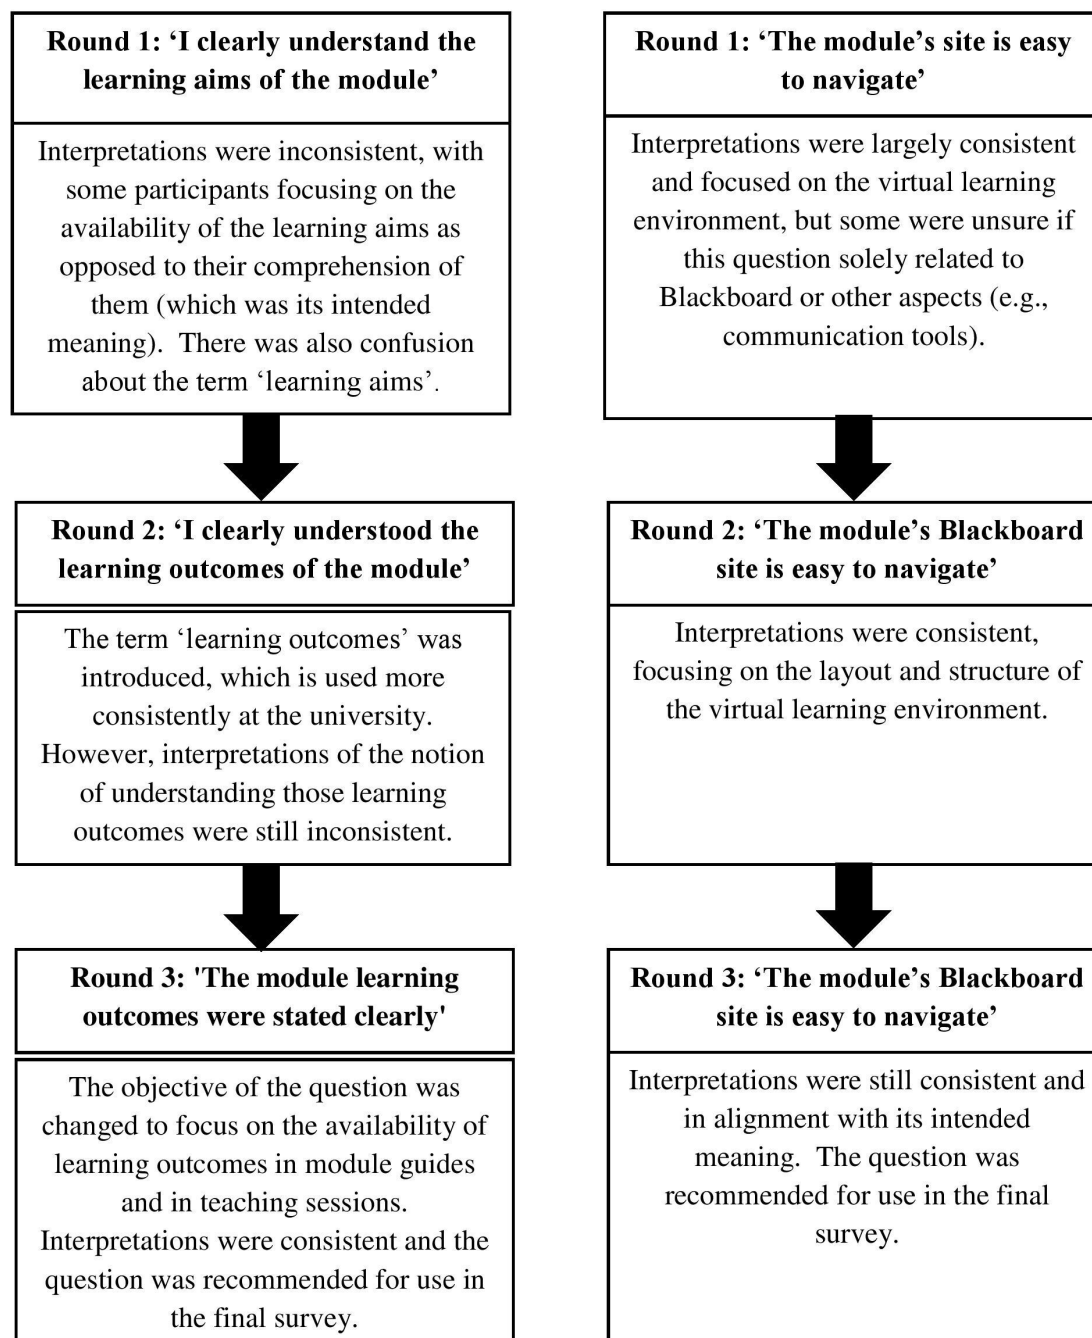 Round 1: ‘I clearly understand the
learning aims of the module’
Interpretations were inconsistent, with
some participants focusing on the
availability of the learning aims as
opposed to their comprehension of
them (which was its intended
meaning).  There was also confusion
about the term ‘learning aims’.
Round 2: ‘I clearly understood the
learning outcomes of the module’
The term ‘learning outcomes’ was
introduced, which is used more
consistently at the university.
However, interpretations of the notion
of understanding those learning
outcomes were still inconsistent.
Round 3: 'The module learning
outcomes were stated clearly'
The objective of the question was
changed to focus on the availability of
learning outcomes in module guides
and in teaching sessions.
Interpretations were consistent and the
question was recommended for use in
the final survey.
Round 1: ‘The module’s site is easy
to navigate’
Interpretations were largely consistent
and focused on the virtual learning
environment, but some were unsure if
this question solely related to
Blackboard or other aspects (e.g.,
communication tools).
Round 2: ‘The module’s Blackboard
site is easy to navigate’
Interpretations were consistent,
focusing on the layout and structure of
the virtual learning environment.
Round 3: ‘The module’s Blackboard
site is easy to navigate’
Interpretations were still consistent and
in alignment with its intended
meaning.  The question was
recommended for use in the final
survey.